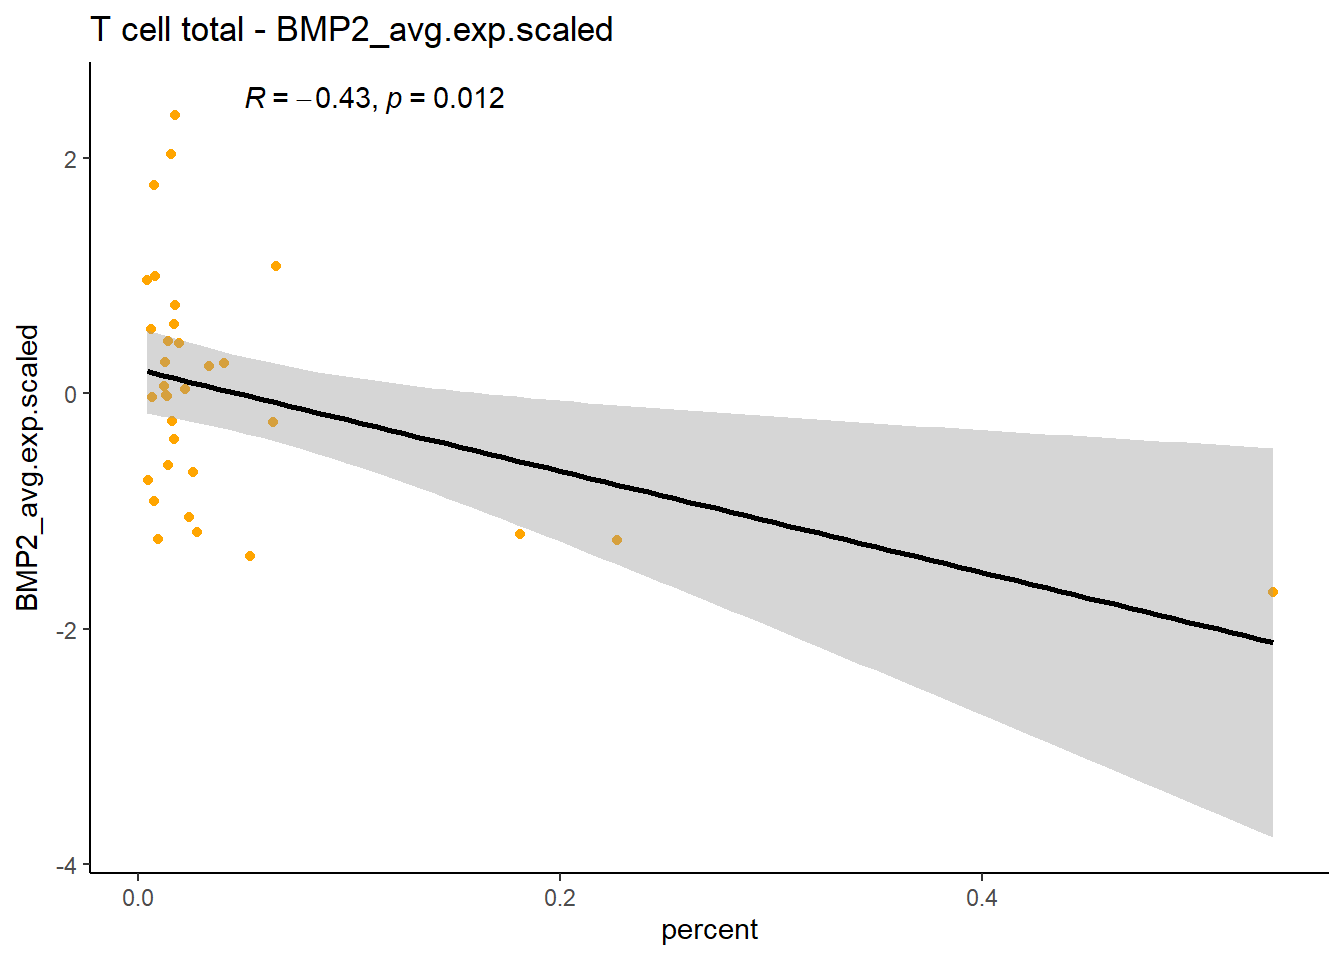 T cell total - BMP2_avg.exp.scaled
R = −0.43, p = 0.012
BMP2_avg.exp.scaled
2
0
-2
-4
0.0
0.2
0.4
percent